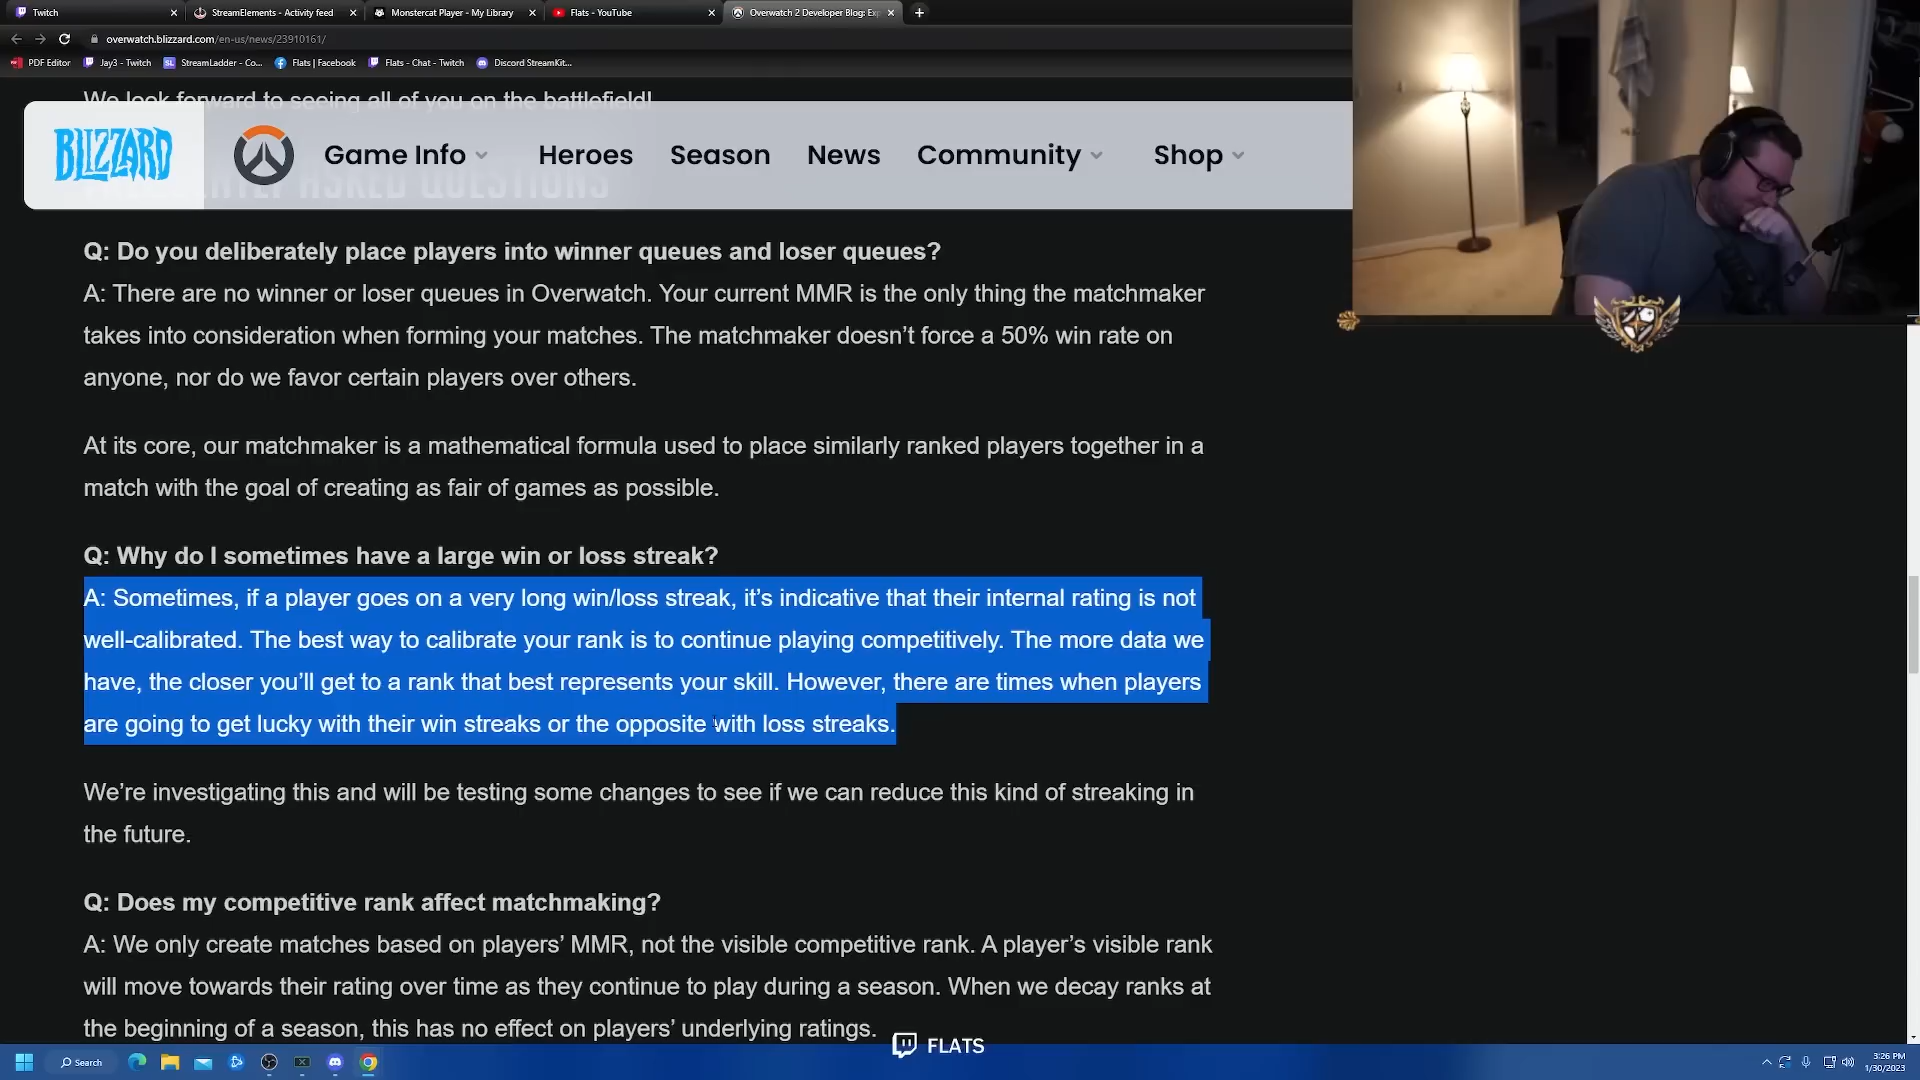 Twitch
StreamElements - Activity feed
Monstercat Player - My Library
Flats - YouTube
Overwatch 2 Developer Blog: Ex
overwatch.blizzard.com/en-us/news/23910161/
PDF Editor
Jay3 - Twitch
StreamLadder - Co...
Flats | Facebook
Flats - Chat - Twitch
Discord StreamKit...
We look forward to seeing all of you on the battlefield!
BLIZZARD
Game Info
Heroes
Season
News
Community
Shop
ASKED QUESTIONS
Q: Do you deliberately place players into winner queues and loser queues?
A: There are no winner or loser queues in Overwatch. Your current MMR is the only thing the matchmaker
takes into consideration when forming your matches. The matchmaker doesn’t force a 50% win rate on
anyone, nor do we favor certain players over others.
At its core, our matchmaker is a mathematical formula used to place similarly ranked players together in a
match with the goal of creating as fair of games as possible.
Q: Why do I sometimes have a large win or loss streak?
A: Sometimes, if a player goes on a very long win/loss streak, it’s indicative that their internal rating is not
well-calibrated. The best way to calibrate your rank is to continue playing competitively. The more data we
have, the closer you’ll get to a rank that best represents your skill. However, there are times when players
are going to get lucky with their win streaks or the opposite with loss streaks.
We’re investigating this and will be testing some changes to see if we can reduce this kind of streaking in
the future.
Q: Does my competitive rank affect matchmaking?
A: We only create matches based on players’ MMR, not the visible competitive rank. A player’s visible rank
will move towards their rating over time as they continue to play during a season. When we decay ranks at
the beginning of a season, this has no effect on players’ underlying ratings.
FLATS
Search
3:26 PM
1/30/2023